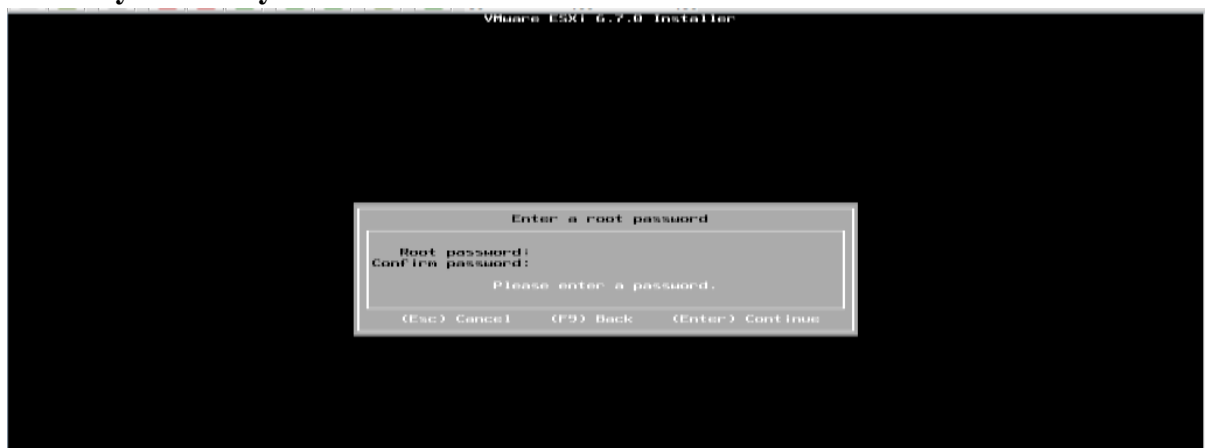 VMware ESXi 6.7.0 Installer
Enter a root password
Root password:
Confirm password:
Please enter a password.
(Esc) Cancel (F9) Back (Enter) Continue